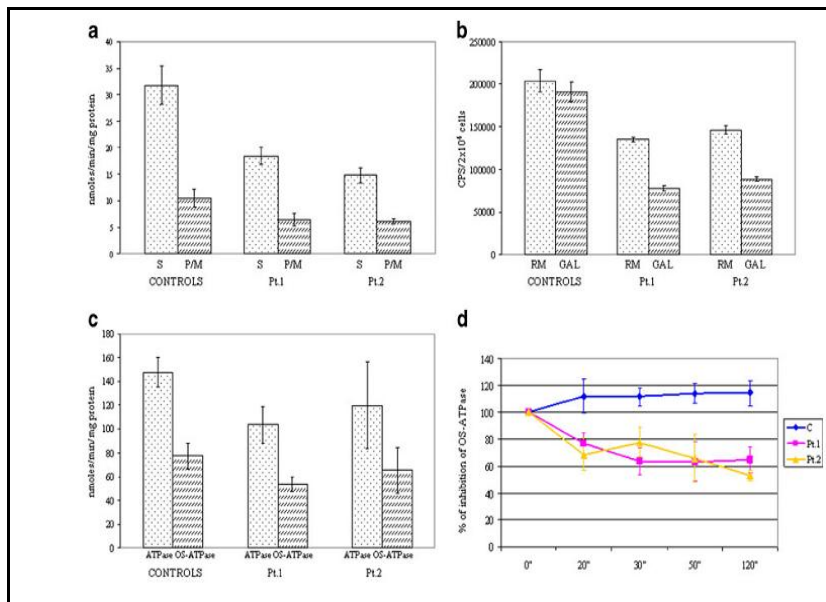 a
40
35
30
25
20
15
10
5
0
nmoles/min/mg protein
S P/M S P/M S P/M
CONTROLS Pt.1 Pt.2
b
250000
200000
150000
100000
50000
0
CPS/2x10⁴ cells
RM GAL RM GAL RM GAL
CONTROLS Pt.1 Pt.2
c
180
160
140
120
100
80
60
40
20
0
nmoles/min/mg protein
ATPase OS-ATPase ATPase OS-ATPase ATPase OS-ATPase
CONTROLS Pt.1 Pt.2
d
140
120
100
80
60
40
20
0
% of inhibition of OS-ATPase
0" 20" 30" 50" 120"
C
Pt.1
Pt.2